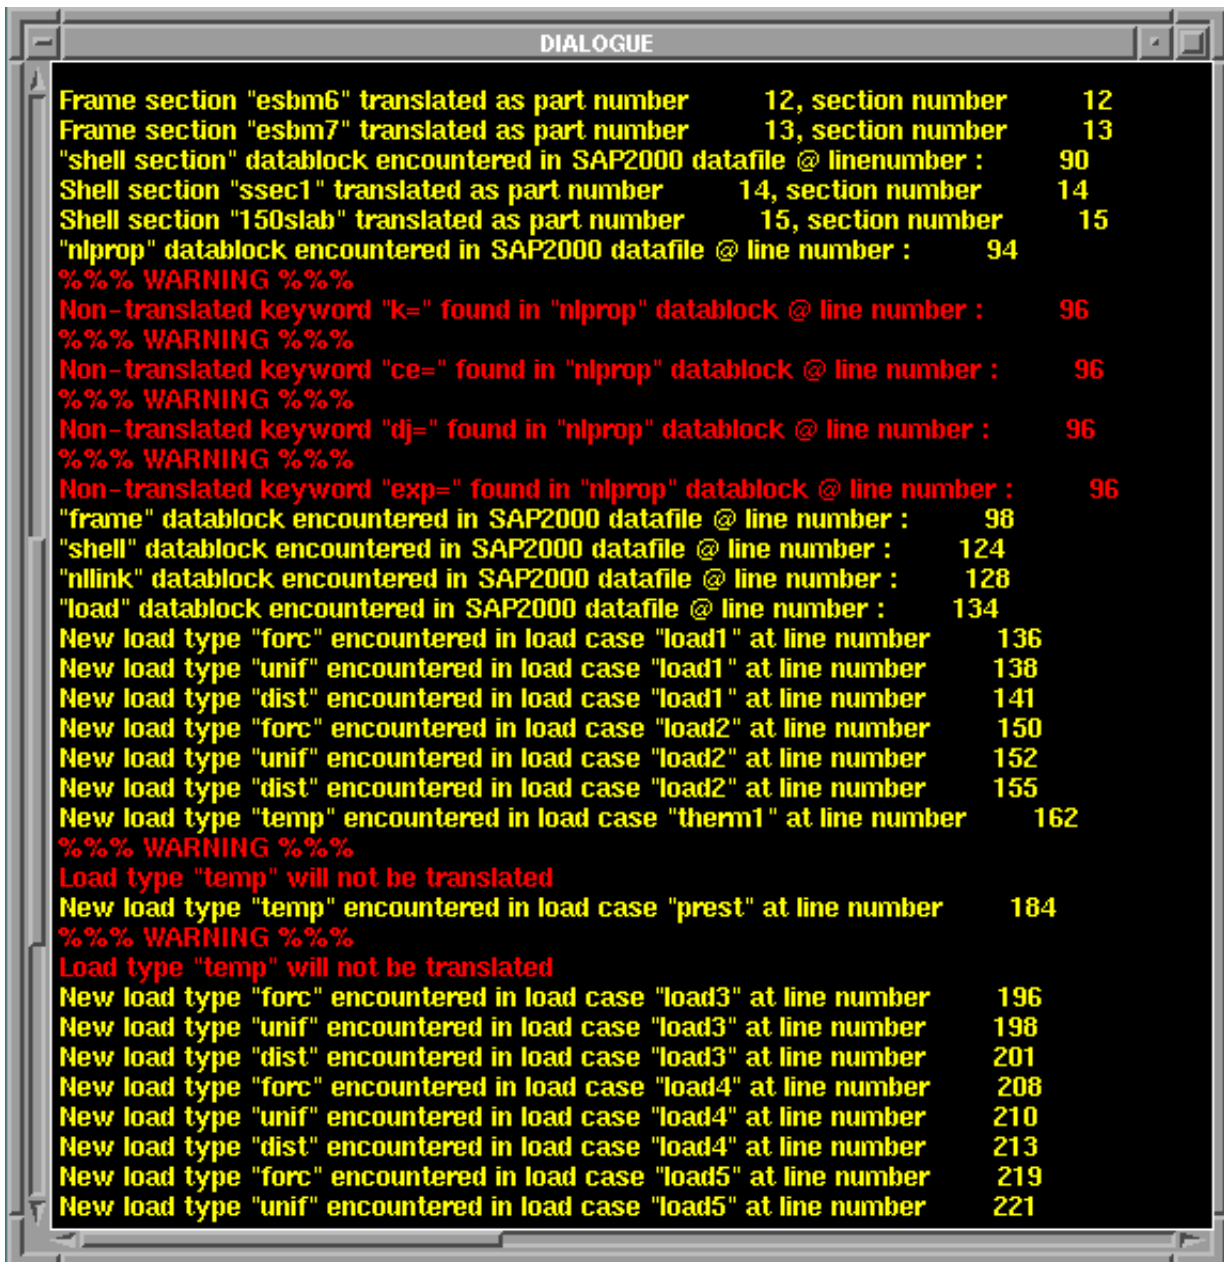 DIALOGUE
Frame section "esbm6" translated as part number 12, section number 12
Frame section "esbm7" translated as part number 13, section number 13
"shell section" datablock encountered in SAP2000 datafile @ linenumber : 90
Shell section "ssec1" translated as part number 14, section number 14
Shell section "150slab" translated as part number 15, section number 15
"nlprop" datablock encountered in SAP2000 datafile @ line number : 94
%%% WARNING %%%
Non-translated keyword "k=" found in "nlprop" datablock @ line number : 96
%%% WARNING %%%
Non-translated keyword "ce=" found in "nlprop" datablock @ line number : 96
%%% WARNING %%%
Non-translated keyword "dj=" found in "nlprop" datablock @ line number : 96
%%% WARNING %%%
Non-translated keyword "exp=" found in "nlprop" datablock @ line number : 96
"frame" datablock encountered in SAP2000 datafile @ line number : 98
"shell" datablock encountered in SAP2000 datafile @ line number : 124
"nllink" datablock encountered in SAP2000 datafile @ line number : 128
"load" datablock encountered in SAP2000 datafile @ line number : 134
New load type "forc" encountered in load case "load1" at line number 136
New load type "unif" encountered in load case "load1" at line number 138
New load type "dist" encountered in load case "load1" at line number 141
New load type "forc" encountered in load case "load2" at line number 150
New load type "unif" encountered in load case "load2" at line number 152
New load type "dist" encountered in load case "load2" at line number 155
New load type "temp" encountered in load case "therm1" at line number 162
%%% WARNING %%%
Load type "temp" will not be translated
New load type "temp" encountered in load case "prest" at line number 184
%%% WARNING %%%
Load type "temp" will not be translated
New load type "forc" encountered in load case "load3" at line number 196
New load type "unif" encountered in load case "load3" at line number 198
New load type "dist" encountered in load case "load3" at line number 201
New load type "forc" encountered in load case "load4" at line number 208
New load type "unif" encountered in load case "load4" at line number 210
New load type "dist" encountered in load case "load4" at line number 213
New load type "forc" encountered in load case "load5" at line number 219
New load type "unif" encountered in load case "load5" at line number 221